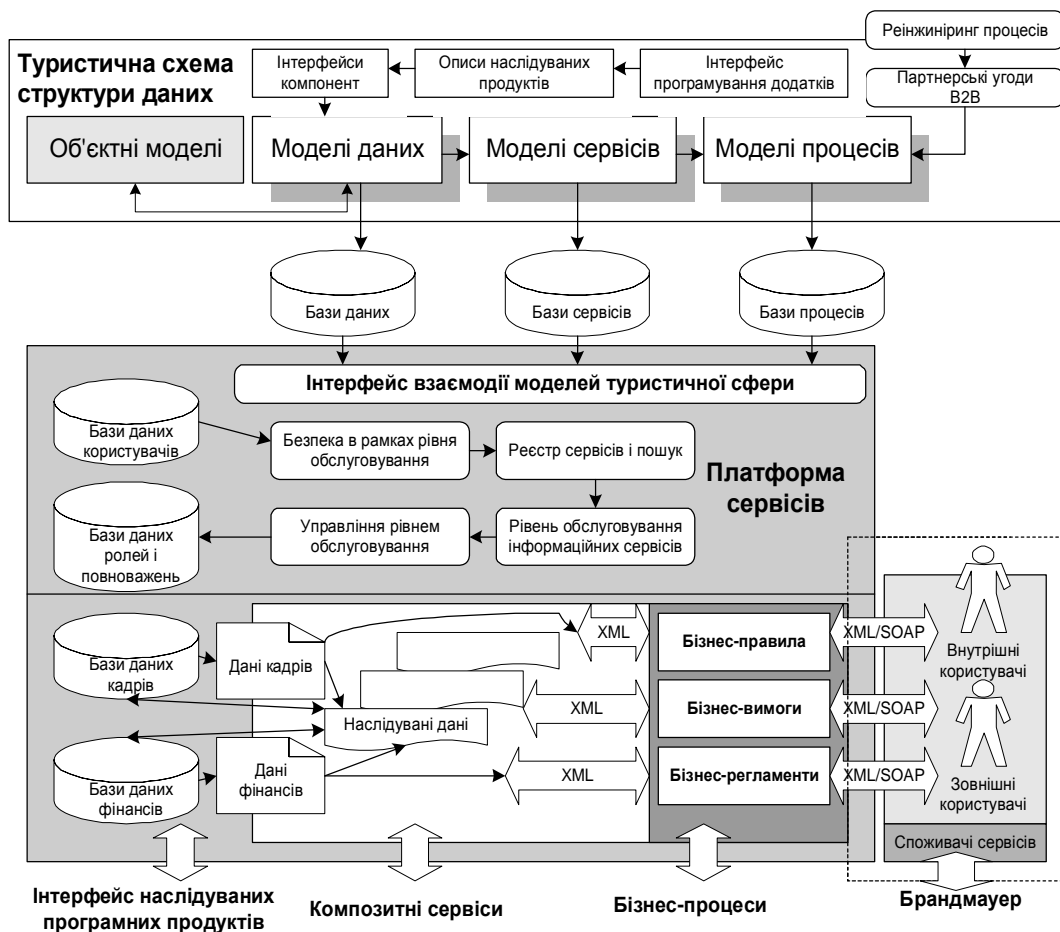 Реінжиніринг процесів
Туристична схема
структури даних
Інтерфейси
компонент
Описи наслідуваних
продуктів
Інтерфейс
програмування додатків
Партнерські угоди
B2B
Об'єктні моделі
Моделі даних
Моделі сервісів
Моделі процесів
Бази даних
Бази сервісів
Бази процесів
Інтерфейс взаємодії моделей туристичної сфери
Бази даних
користувачів
Безпека в рамках рівня
обслуговування
Реєстр сервісів і пошук
Платформа
сервісів
Бази даних
ролей і
повноважень
Управління рівнем
обслуговування
Рівень обслуговування
інформаційних сервісів
Бази даних
кадрів
Дані кадрів
XML
Бізнес-правила
XML/SOAP
Внутрішні
користувачі
Наслідувані дані
XML
Бізнес-вимоги
XML/SOAP
Бази даних
фінансів
Дані
фінансів
XML
Бізнес-регламенти
XML/SOAP
Зовнішні
користувачі
Споживачі сервісів
Інтерфейс наслідуваних
програмних продуктів
Композитні сервіси
Бізнес-процеси
Брандмауер